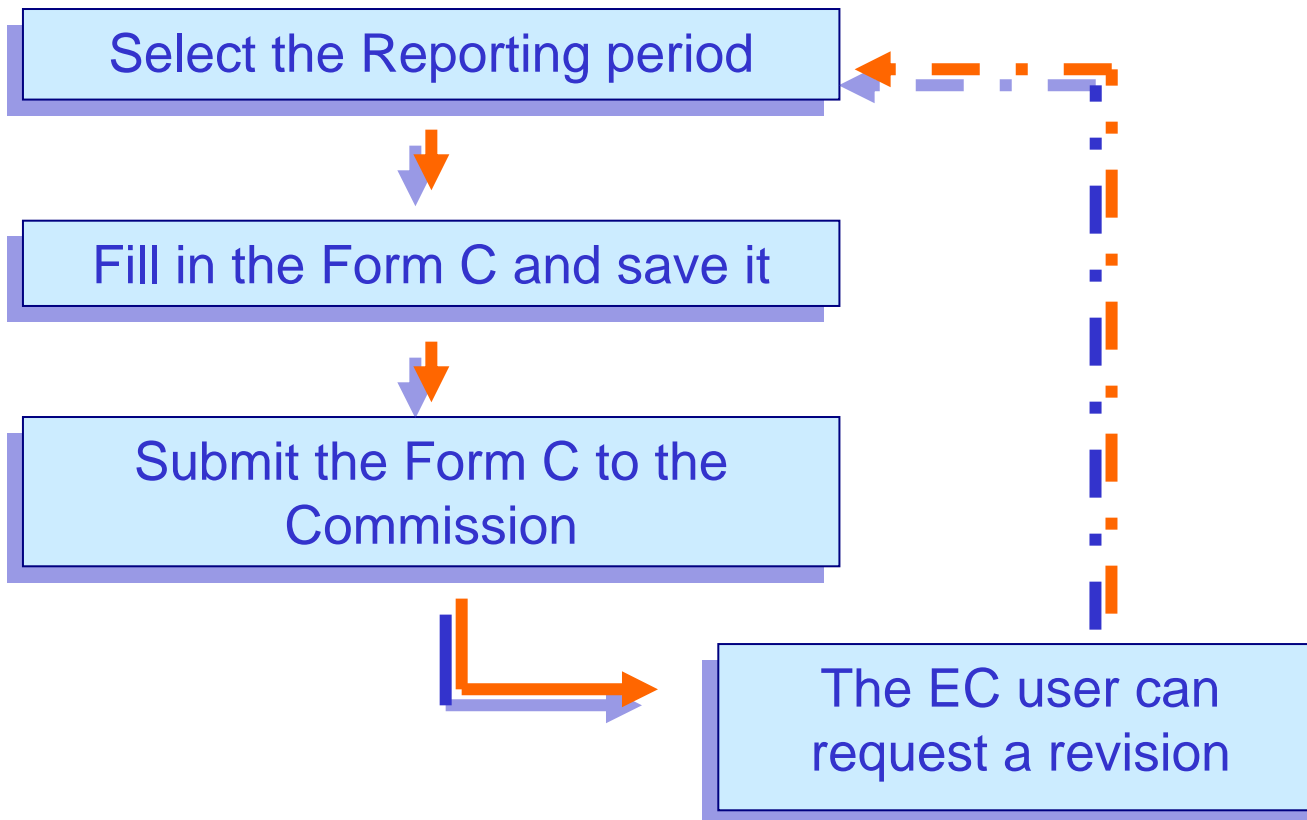 Select the Reporting period
Fill in the Form C and save it
Submit the Form C to the
Commission
The EC user can
request a revision